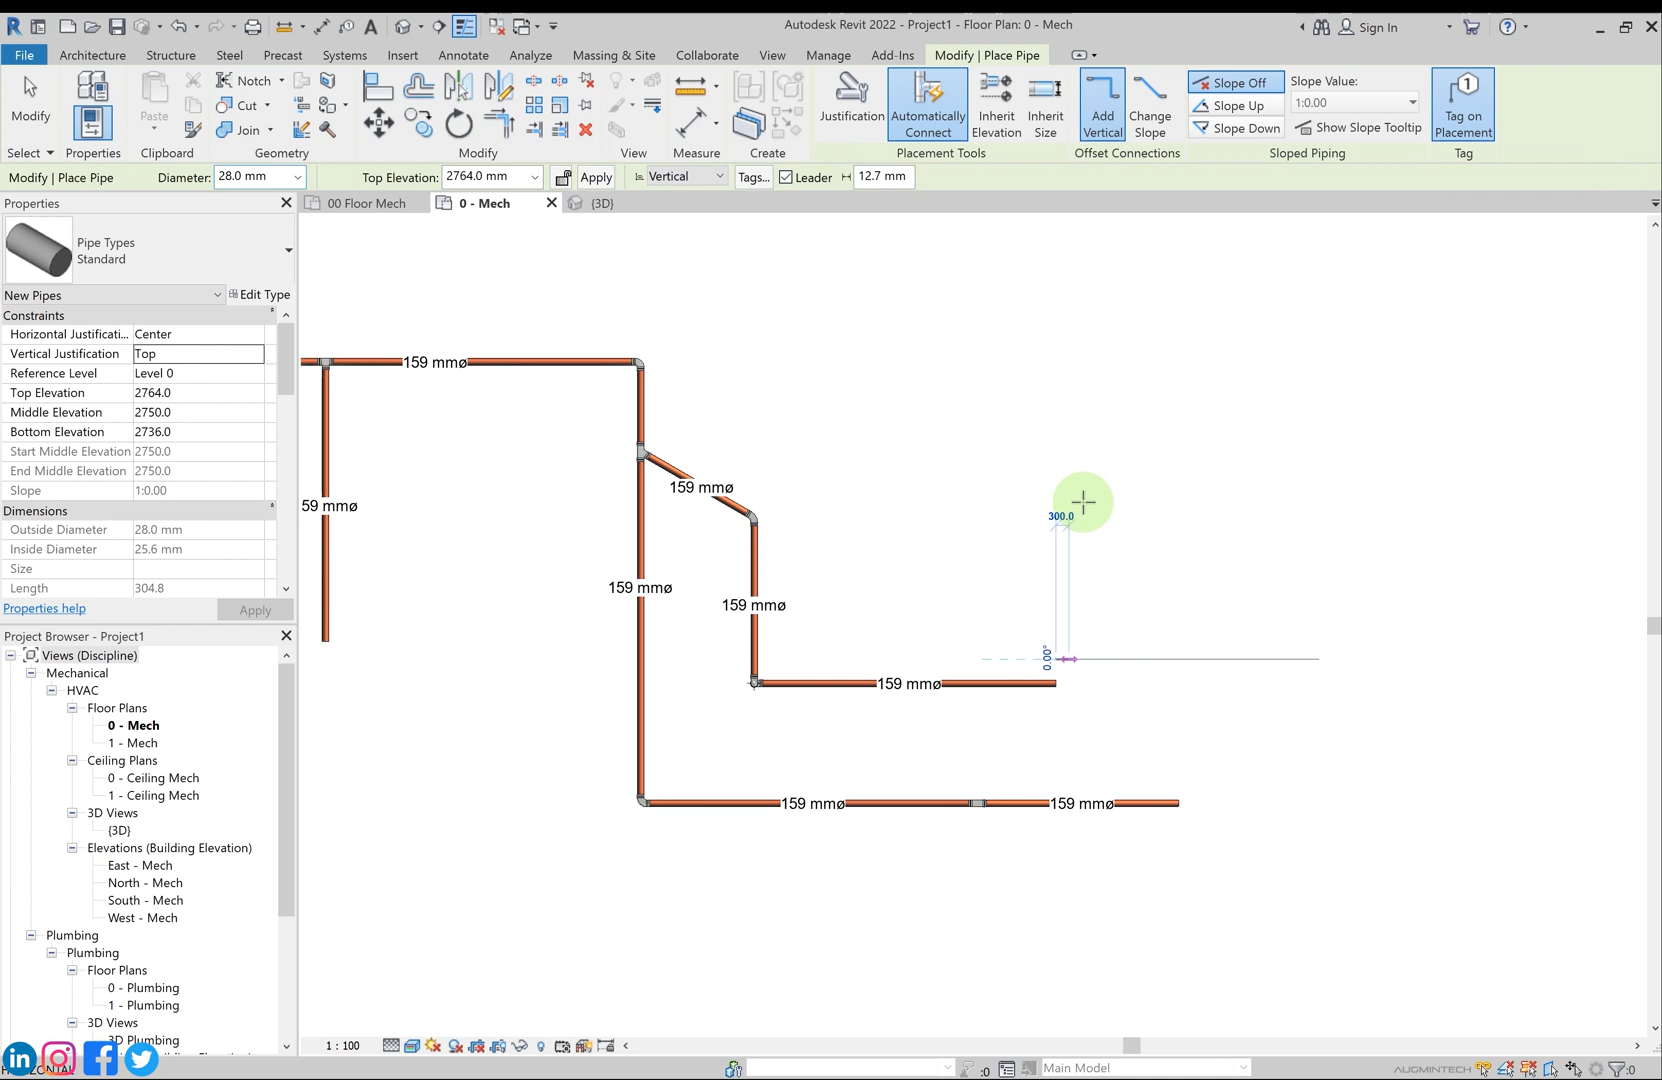 Autodesk Revit 2022 - Project1 - Floor Plan: 0 - Mech
Sign In
File
Architecture
Structure
Steel
Precast
Systems
Insert
Annotate
Analyze
Massing & Site
Collaborate
View
Manage
Add-Ins
Modify | Place Pipe
Modify
Paste
Notch
Cut
Join
Justification
Automatically
Connect
Inherit
Elevation
Inherit
Size
Add
Vertical
Change
Slope
Slope Off
Slope Up
Slope Down
Slope Value:
1:0.00
Show Slope Tooltip
Tag on
Placement
Select
Properties
Clipboard
Geometry
Modify
View
Measure
Create
Placement Tools
Offset Connections
Sloped Piping
Tag
Modify | Place Pipe
Diameter:
28.0 mm
Top Elevation:
2764.0 mm
Apply
Vertical
Tags...
Leader
12.7 mm
Properties
00 Floor Mech
0 - Mech
{3D}
Pipe Types
Standard
New Pipes
Edit Type
Constraints
Horizontal Justificati... Center
Vertical Justification Top
Reference Level Level 0
Top Elevation 2764.0
Middle Elevation 2750.0
Bottom Elevation 2736.0
Start Middle Elevation 2750.0
End Middle Elevation 2750.0
Slope 1:0.00
Dimensions
Outside Diameter 28.0 mm
Inside Diameter 25.6 mm
Size
Length 304.8
Properties help
Apply
Project Browser - Project1
Views (Discipline)
Mechanical
HVAC
Floor Plans
0 - Mech
1 - Mech
Ceiling Plans
0 - Ceiling Mech
1 - Ceiling Mech
3D Views
{3D}
Elevations (Building Elevation)
East - Mech
North - Mech
South - Mech
West - Mech
Plumbing
Plumbing
Floor Plans
0 - Plumbing
1 - Plumbing
3D Views
3D Plumbing
159 mmø
159 mmø
59 mmø
300.0
159 mmø
159 mmø
0.00°
159 mmø
159 mmø
159 mmø
1 : 100
:0
Main Model
AUGMINTECH
:0